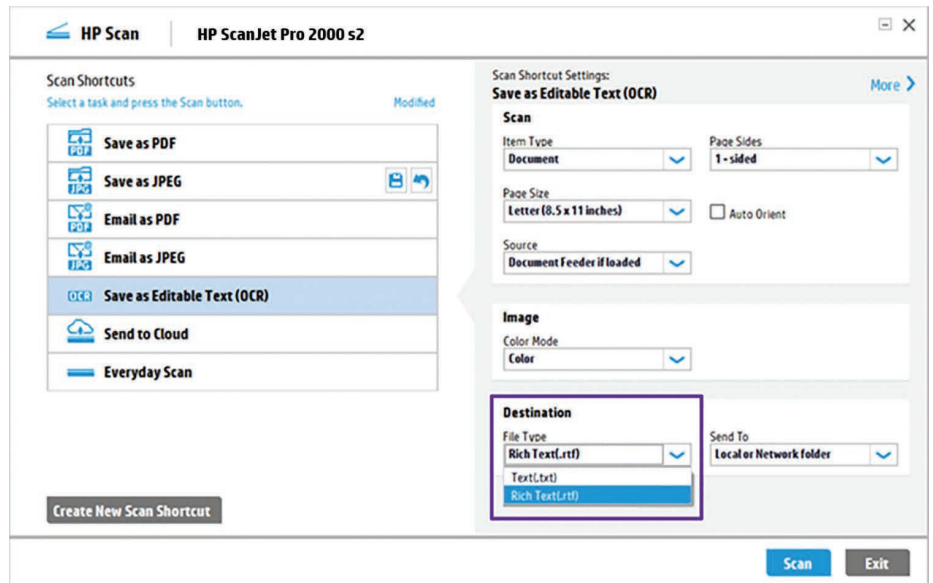 HP Scan
HP ScanJet Pro 2000 s2
Scan Shortcuts
Select a task and press the Scan button.
Modified
PDF
Save as PDF
JPG
Save as JPEG
PDF
Email as PDF
JPG
Email as JPEG
OCR
Save as Editable Text (OCR)
Send to Cloud
Everyday Scan
Create New Scan Shortcut
Scan Shortcut Settings:
Save as Editable Text (OCR)
More
Scan
Item Type
Document
Page Sides
1 - sided
Page Size
Letter (8.5 x 11 inches)
Auto Orient
Source
Document Feeder if loaded
Image
Color Mode
Color
Destination
File Type
Rich Text(.rtf)
Text(.txt)
Rich Text(.rtf)
Send To
Local or Network folder
Scan
Exit